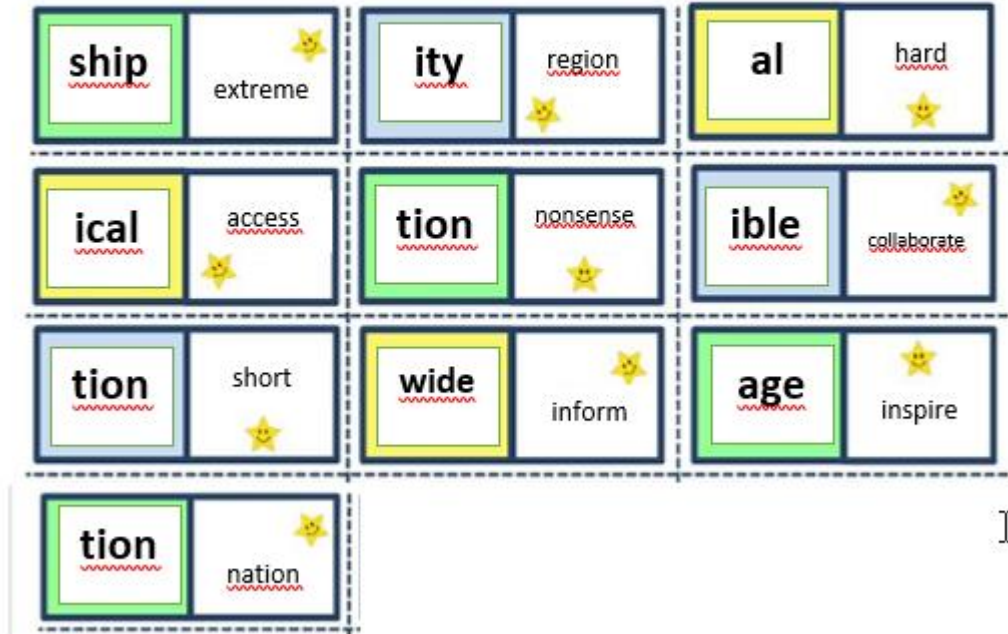 ship extreme
ity region
al hard
ical access
tion nonsense
ible collaborate
tion short
wide inform
age inspire
tion nation